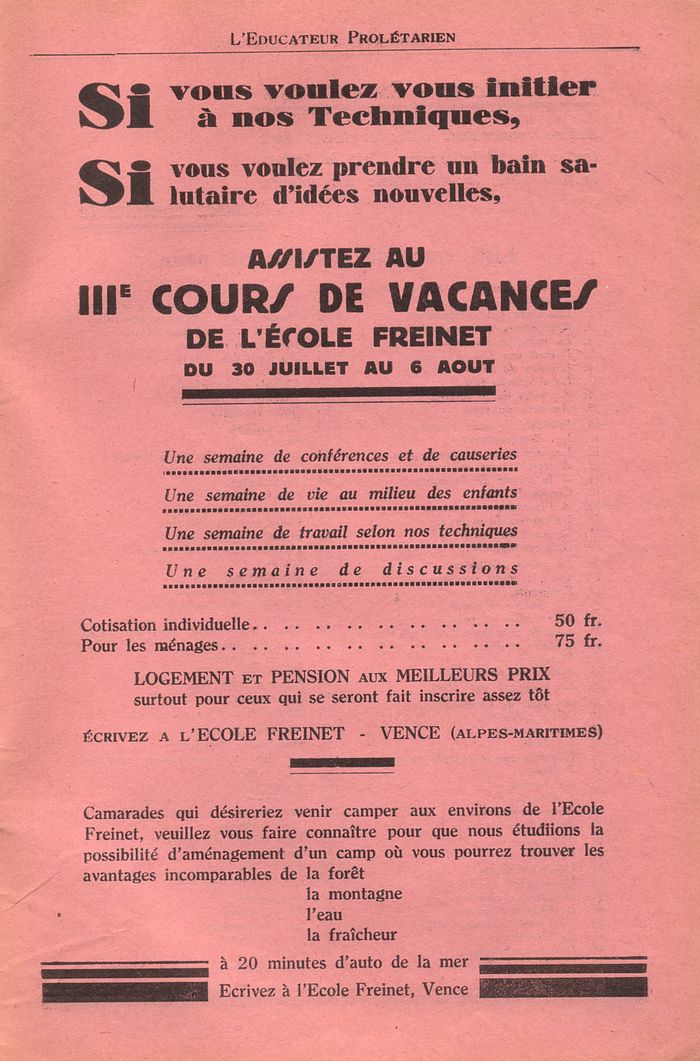 L'Educateur Prolétarien
Si vous voulez vous initier
à nos Techniques,
Si vous voulez prendre un bain sa-
lutaire d'idées nouvelles,
ASSISTEZ AU
IIIE COURS DE VACANCES
DE L'ÉCOLE FREINET
DU 30 JUILLET AU 6 AOUT
Une semaine de conférences et de causeries
Une semaine de vie au milieu des enfants
Une semaine de travail selon nos techniques
Une semaine de discussions
Cotisation individuelle.. .. .. .. .. .. .. .. .. 50 fr.
Pour les ménages.. .. .. .. .. .. .. .. .. .. 75 fr.
LOGEMENT ET PENSION AUX MEILLEURS PRIX
surtout pour ceux qui se seront fait inscrire assez tôt
ÉCRIVEZ A L'ECOLE FREINET - VENCE (ALPES-MARITIMES)
Camarades qui désireriez venir camper aux environs de l'Ecole
Freinet, veuillez vous faire connaître pour que nous étudiions la
possibilité d'aménagement d'un camp où vous pourrez trouver les
avantages incomparables de la forêt
la montagne
l'eau
la fraîcheur
à 20 minutes d'auto de la mer
Ecrivez à l'Ecole Freinet, Vence